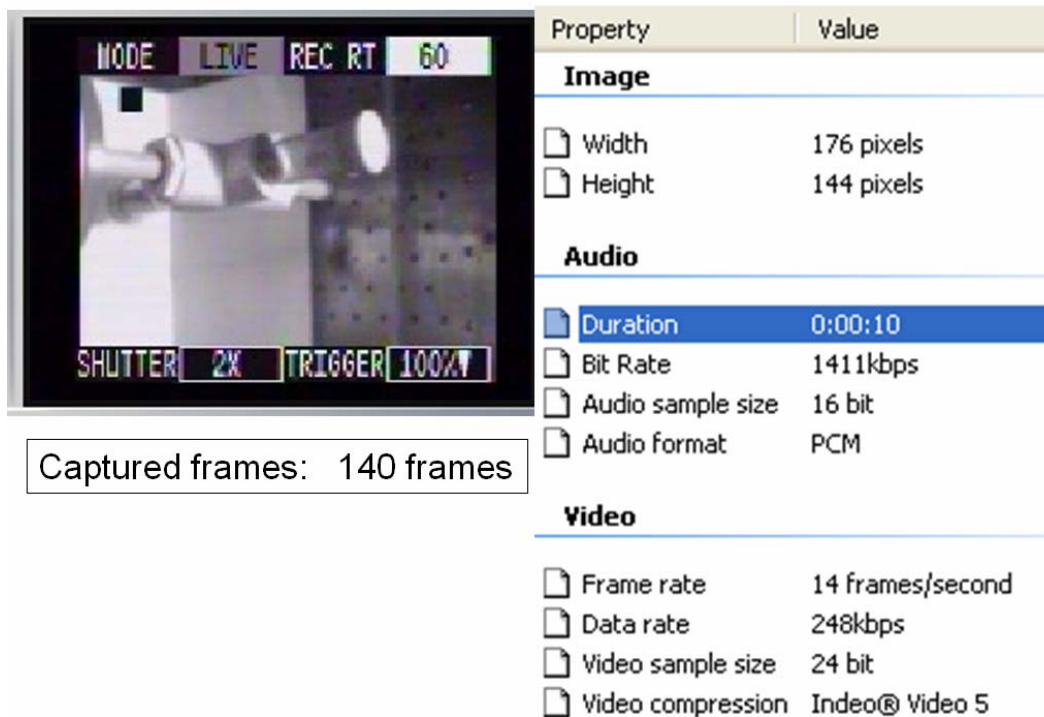 MODE LIVE REC RT 60
SHUTTER 2X TRIGGER 100%▼
Captured frames: 140 frames
Property Value
Image
Width 176 pixels
Height 144 pixels
Audio
Duration 0:00:10
Bit Rate 1411kbps
Audio sample size 16 bit
Audio format PCM
Video
Frame rate 14 frames/second
Data rate 248kbps
Video sample size 24 bit
Video compression Indeo® Video 5